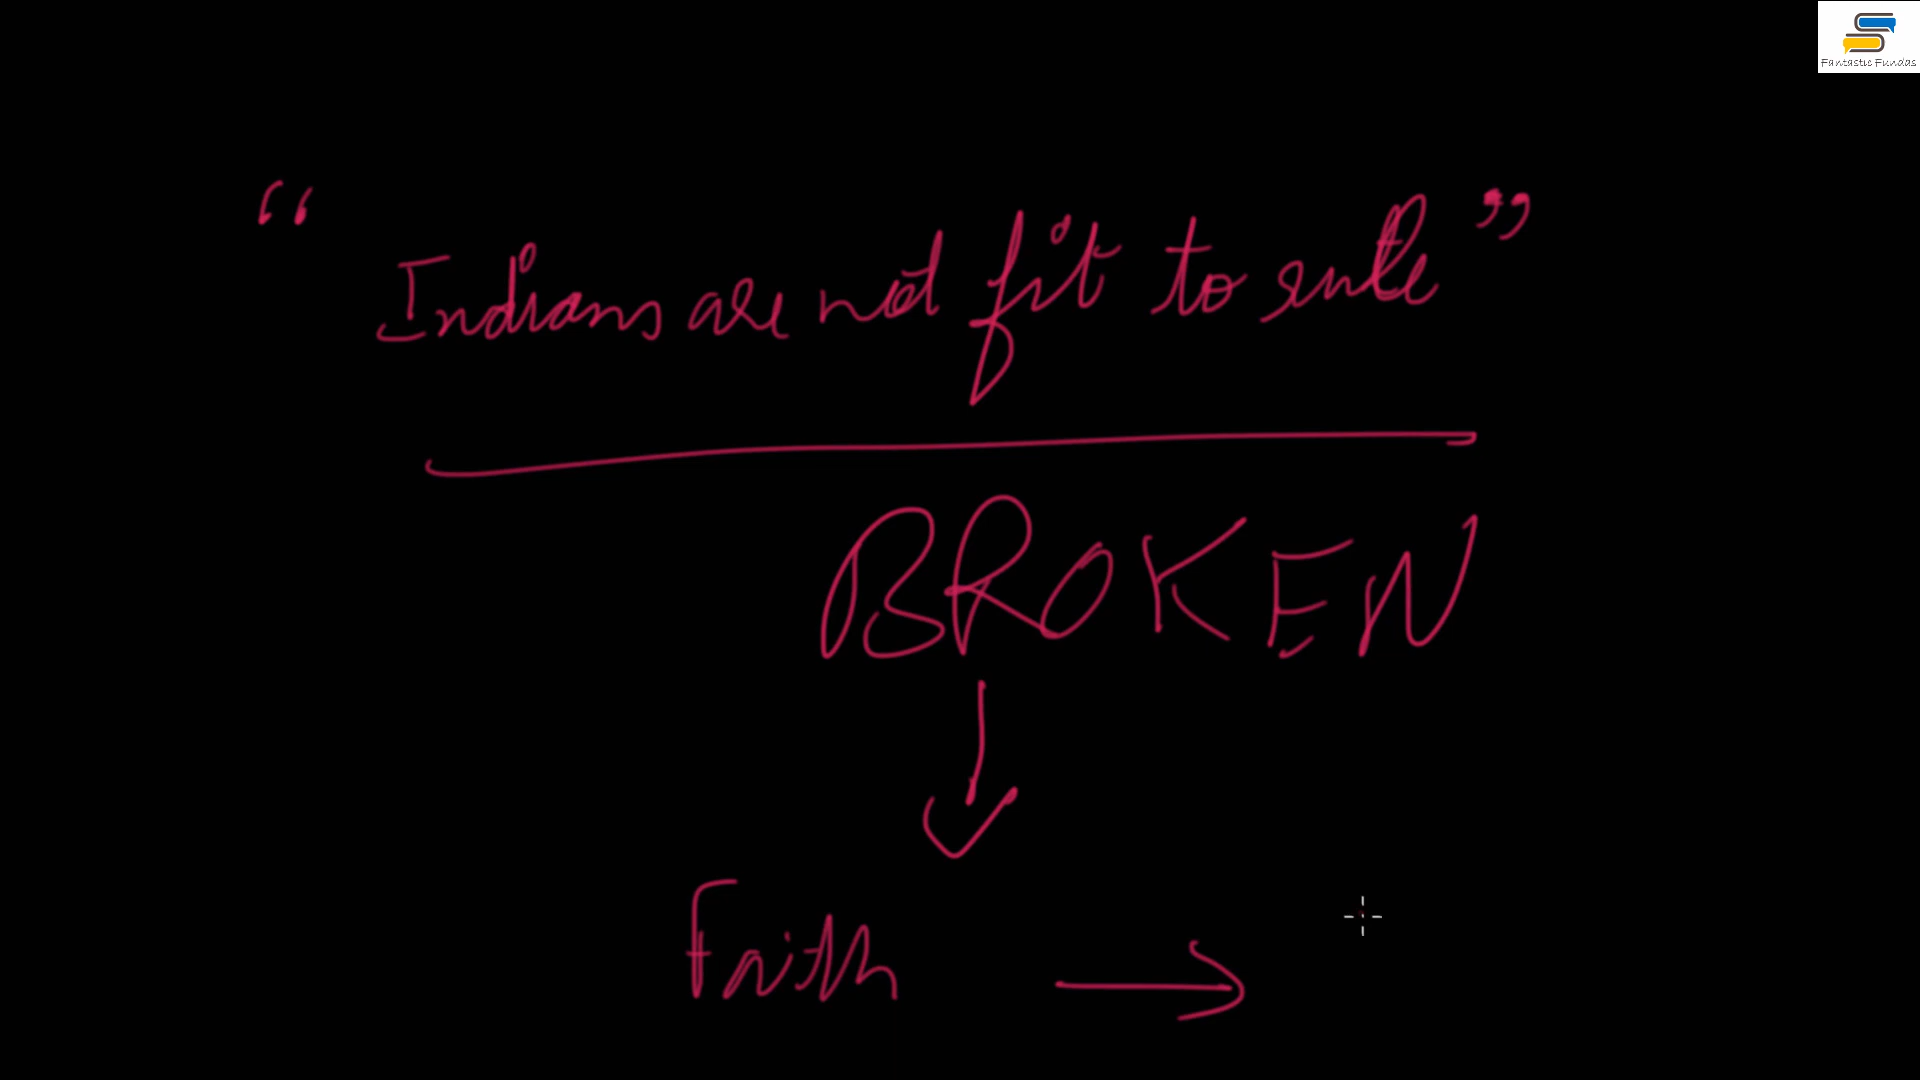 Fantastic Fundas
“Indians are not fit to rule”
BROKEN
Faith